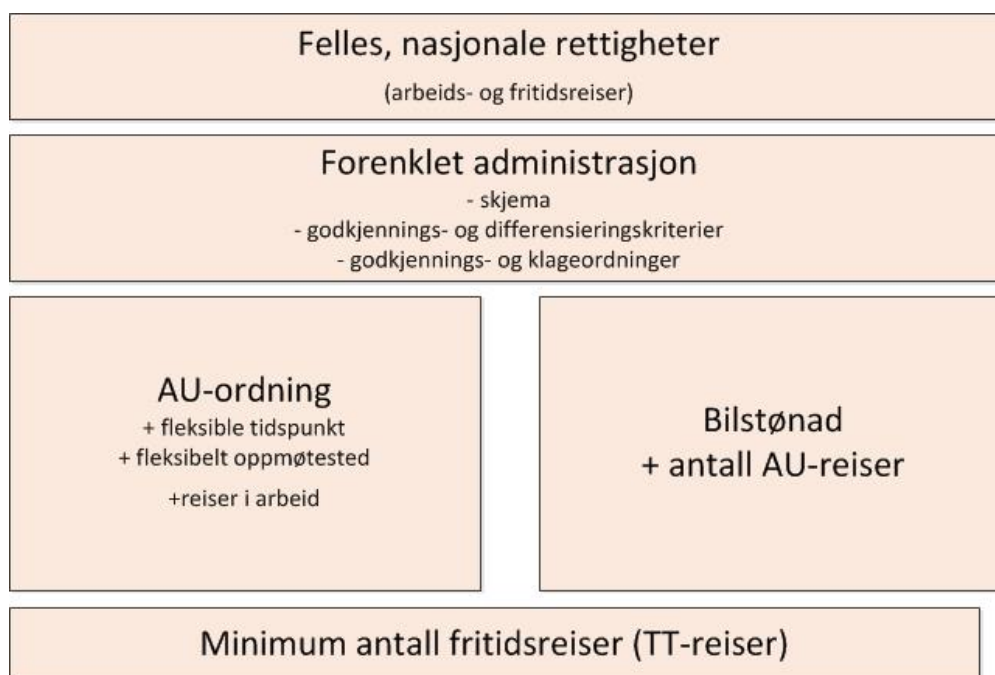 Felles, nasjonale rettigheter
(arbeids- og fritidsreiser)
Forenklet administrasjon
- skjema
- godkjennings- og differensieringskriterier
- godkjennings- og klageordninger
AU-ordning
+ fleksible tidspunkt
+ fleksibelt oppmøtested
+reiser i arbeid
Bilstønad
+ antall AU-reiser
Minimum antall fritidsreiser (TT-reiser)